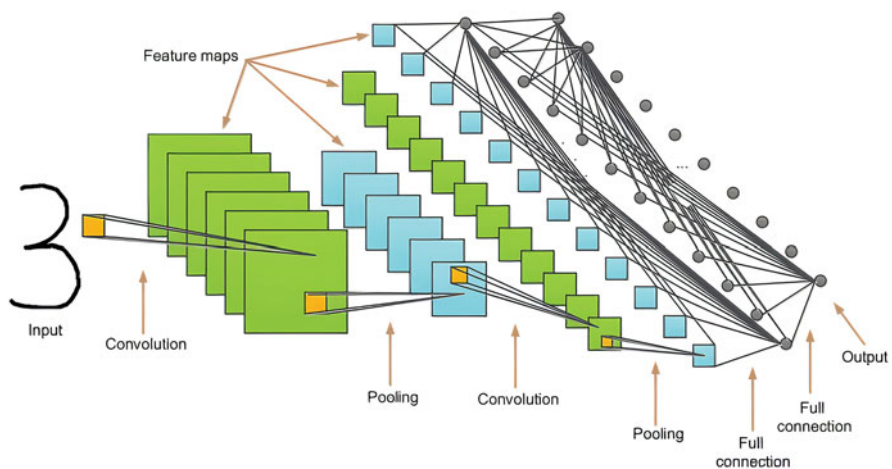 Feature maps
3
Input
Convolution
Pooling
Convolution
Pooling
Full
connection
Full
connection
Output